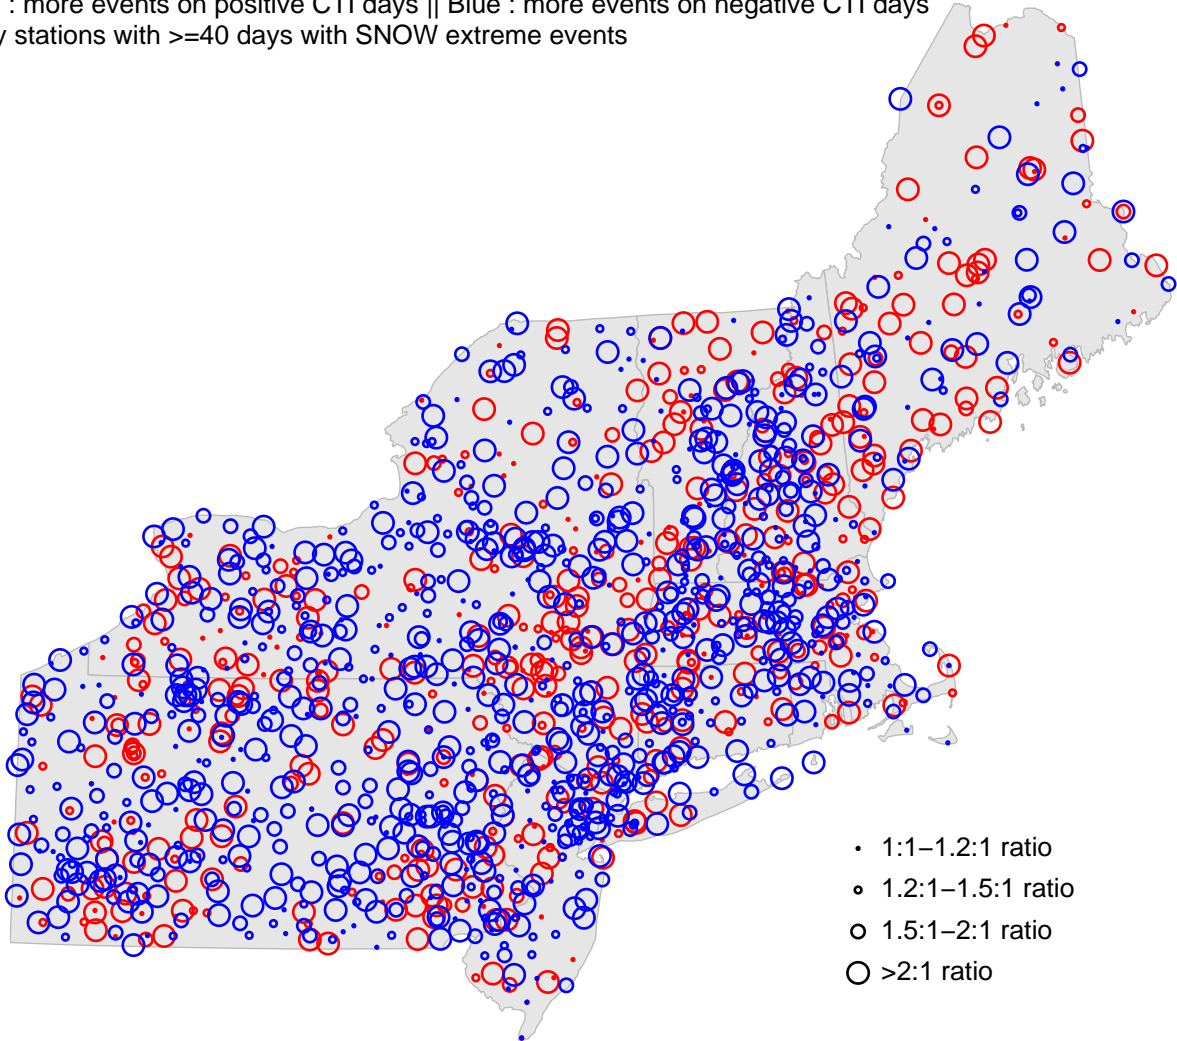 : more events on positive CTI days || Blue : more events on negative CTI days
y stations with >=40 days with SNOW extreme events
1:1−1.2:1 ratio
1.2:1−1.5:1 ratio
1.5:1−2:1 ratio
>2:1 ratio